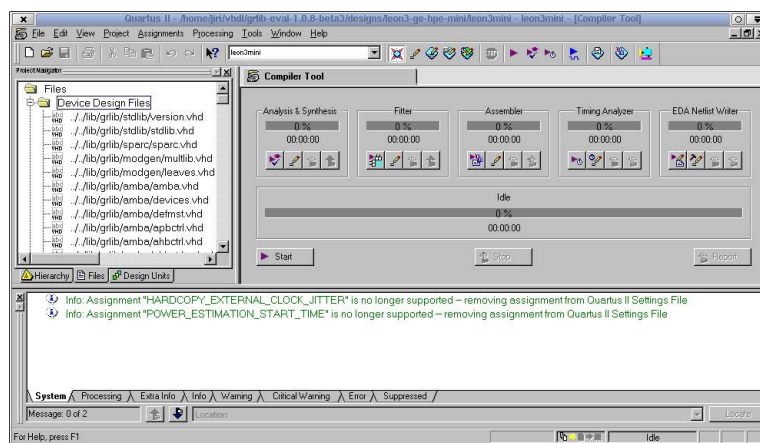 Quartus II - /home/jiri/vhdl/grlib-eval-1.0.8-beta3/designs/leon3-ge-hpe-mini/leon3mini - leon3mini - [Compiler Tool]
File Edit View Project Assignments Processing Tools Window Help
leon3mini
Project Navigator
Files
Device Design Files
../../lib/grlib/stdlib/version.vhd
../../lib/grlib/stdlib/stdlib.vhd
../../lib/grlib/sparc/sparc.vhd
../../lib/grlib/modgen/multlib.vhd
../../lib/grlib/modgen/leaves.vhd
../../lib/grlib/amba/amba.vhd
../../lib/grlib/amba/devices.vhd
../../lib/grlib/amba/defmst.vhd
../../lib/grlib/amba/apbctrl.vhd
../../lib/grlib/amba/ahbctrl.vhd
Hierarchy Files Design Units
Compiler Tool
Analysis & Synthesis Fitter Assembler Timing Analyzer EDA Netlist Writer
0 % 0 % 0 % 0 % 0 %
00:00:00 00:00:00 00:00:00 00:00:00 00:00:00
Idle
0 %
00:00:00
Start Stop Report
Info: Assignment "HARDCOPY_EXTERNAL_CLOCK_JITTER" is no longer supported -- removing assignment from Quartus II Settings File
Info: Assignment "POWER_ESTIMATION_START_TIME" is no longer supported -- removing assignment from Quartus II Settings File
System Processing Extra Info Info Warning Critical Warning Error Suppressed
Message: 0 of 2 Location: Locate
For Help, press F1 Idle